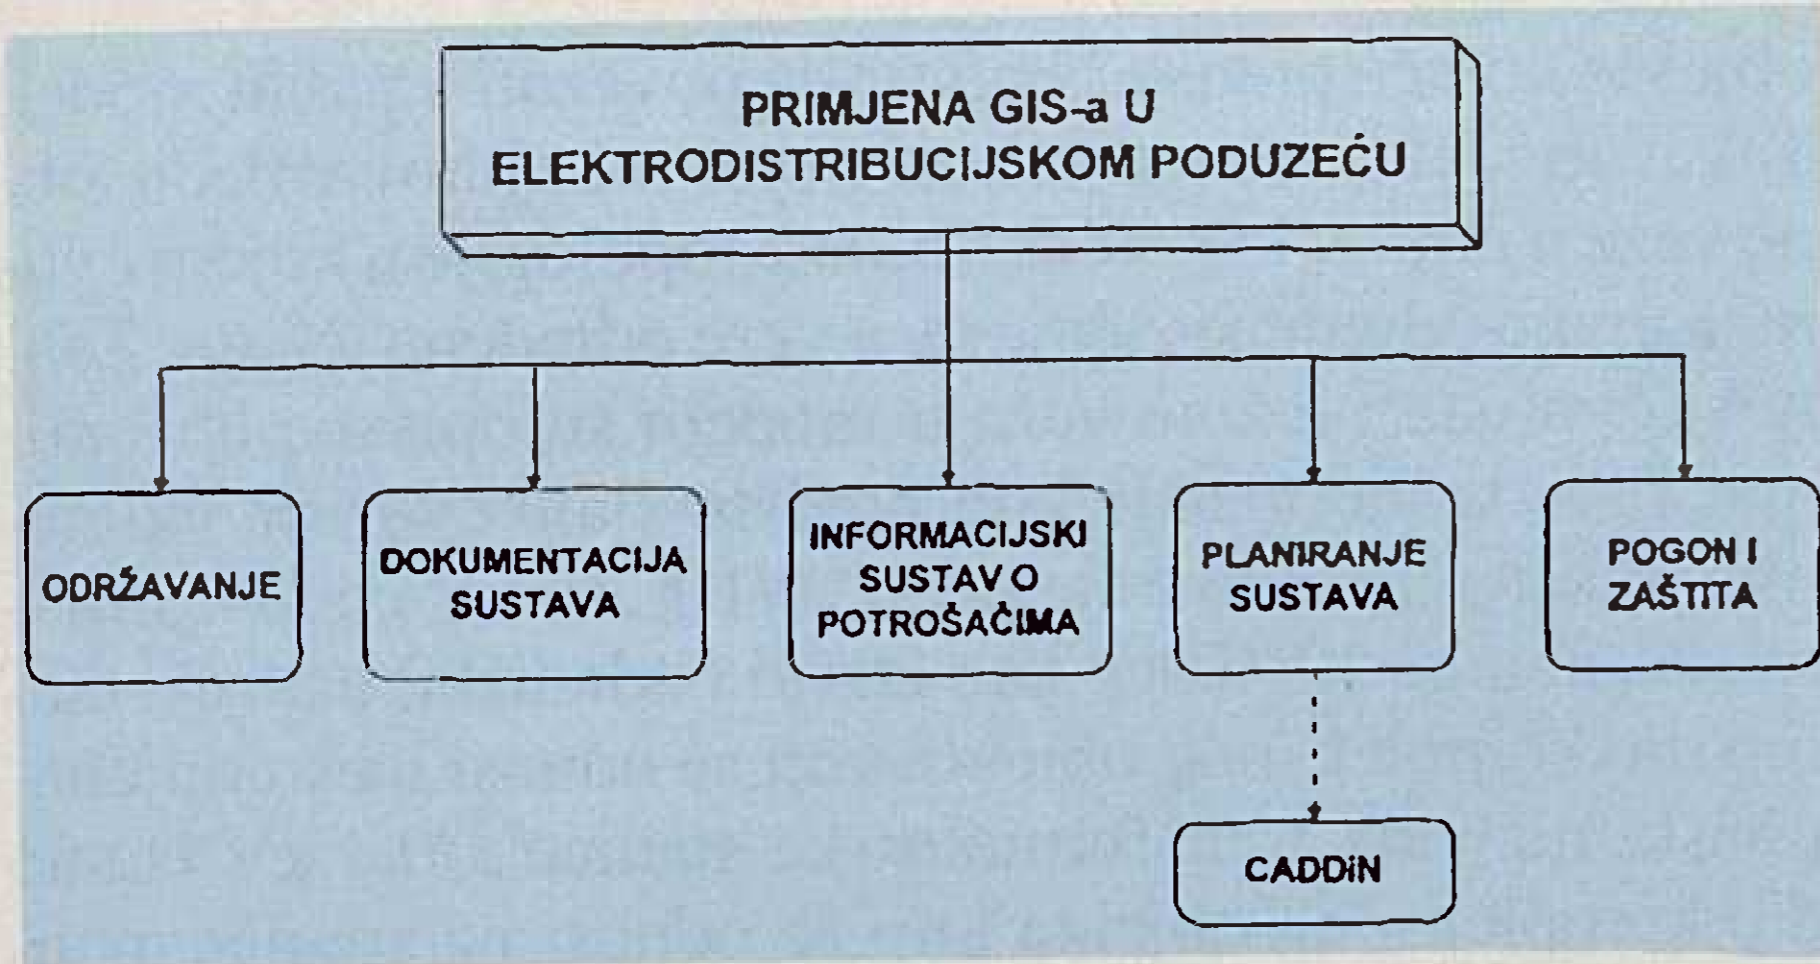 PRIMJENA GIS-a U
ELEKTRODISTRIBUCIJSKOM PODUZEĆU
ODRŽAVANJE
DOKUMENTACIJA
SUSTAVA
INFORMACIJSKI
SUSTAV O
POTROŠAČIMA
PLANIRANJE
SUSTAVA
POGON I
ZAŠTITA
CADDiN